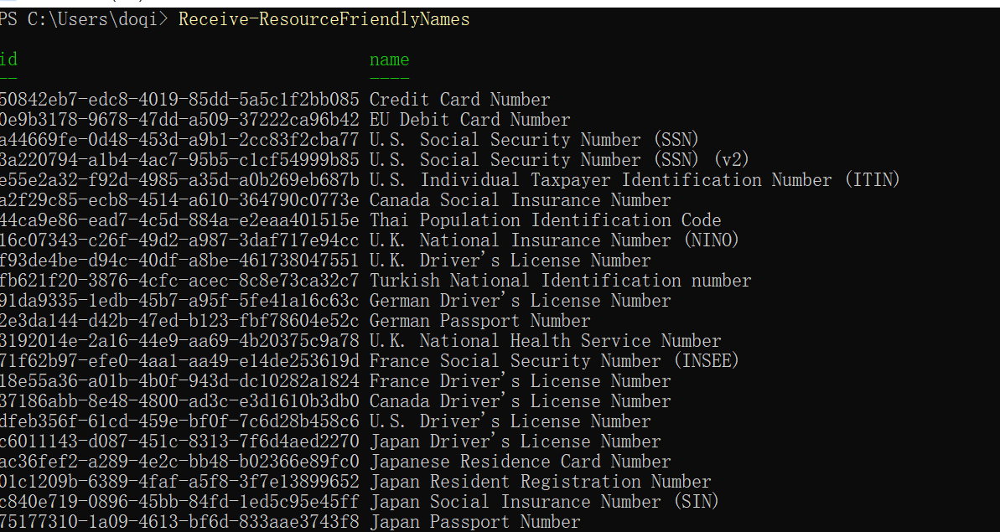 PS C:\Users\doqi> Receive-ResourceFriendlyNames
id name
-- ----
50842eb7-edc8-4019-85dd-5a5c1f2bb085 Credit Card Number
0e9b3178-9678-47dd-a509-37222ca96b42 EU Debit Card Number
a44669fe-0d48-453d-a9b1-2cc83f2cba77 U.S. Social Security Number (SSN)
3a220794-a1b4-4ac7-95b5-c1cf54999b85 U.S. Social Security Number (SSN) (v2)
e55e2a32-f92d-4985-a35d-a0b269eb687b U.S. Individual Taxpayer Identification Number (ITIN)
a2f29c85-ecb8-4514-a610-364790c0773e Canada Social Insurance Number
44ca9e86-ead7-4c5d-884a-e2eaa401515e Thai Population Identification Code
16c07343-c26f-49d2-a987-3daf717e94cc U.K. National Insurance Number (NINO)
f93de4be-d94c-40df-a8be-461738047551 U.K. Driver's License Number
fb621f20-3876-4cfc-acec-8c8e73ca32c7 Turkish National Identification number
91da9335-1edb-45b7-a95f-5fe41a16c63c German Driver's License Number
2e3da144-d42b-47ed-b123-fbf78604e52c German Passport Number
3192014e-2a16-44e9-aa69-4b20375c9a78 U.K. National Health Service Number
71f62b97-efe0-4aa1-aa49-e14de253619d France Social Security Number (INSEE)
18e55a36-a01b-4b0f-943d-dc10282a1824 France Driver's License Number
37186abb-8e48-4800-ad3c-e3d1610b3db0 Canada Driver's License Number
dfeb356f-61cd-459e-bf0f-7c6d28b458c6 U.S. Driver's License Number
c6011143-d087-451c-8313-7f6d4aed2270 Japan Driver's License Number
ac36fef2-a289-4e2c-bb48-b02366e89fc0 Japanese Residence Card Number
01c1209b-6389-4faf-a5f8-3f7e13899652 Japan Resident Registration Number
c840e719-0896-45bb-84fd-1ed5c95e45ff Japan Social Insurance Number (SIN)
75177310-1a09-4613-bf6d-833aae3743f8 Japan Passport Number